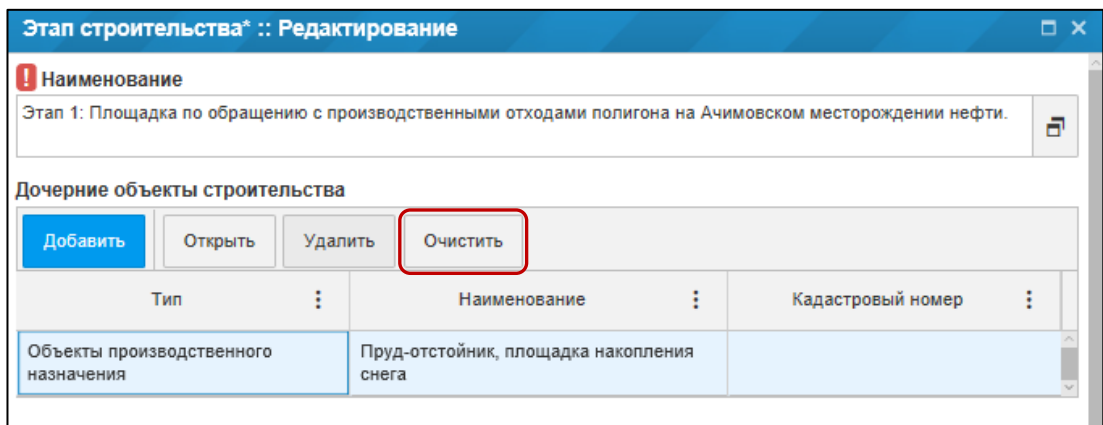 Этап строительства* :: Редактирование
! Наименование
Этап 1: Площадка по обращению с производственными отходами полигона на Ачимовском месторождении нефти.
Дочерние объекты строительства
Добавить Открыть Удалить Очистить
Тип Наименование Кадастровый номер
Объекты производственного назначения
Пруд-отстойник, площадка накопления снега